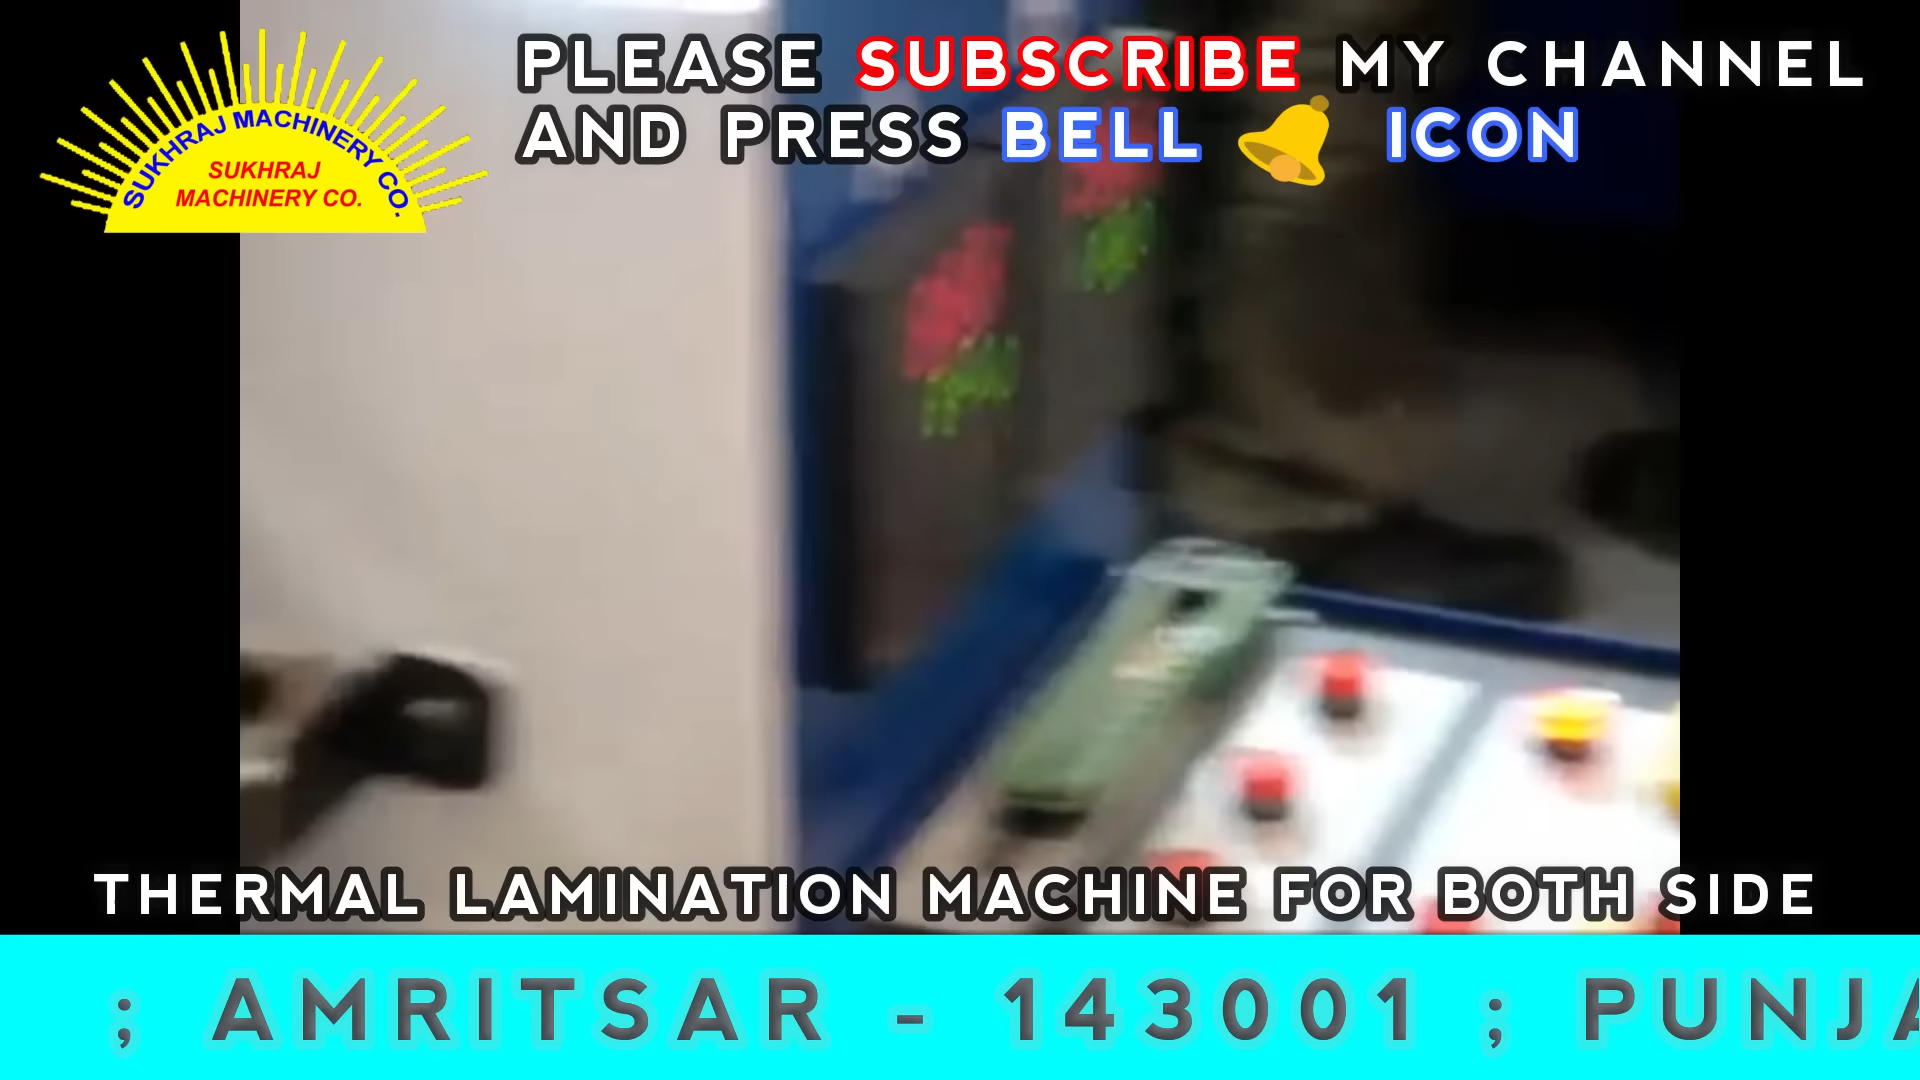 PLEASE SUBSCRIBE MY CHANNEL
AND PRESS BELL ICON
SUKHRAJ MACHINERY CO.
SUKHRAJ
MACHINERY CO.
THERMAL LAMINATION MACHINE FOR BOTH SIDE
; AMRITSAR - 143001 ; PUNJA